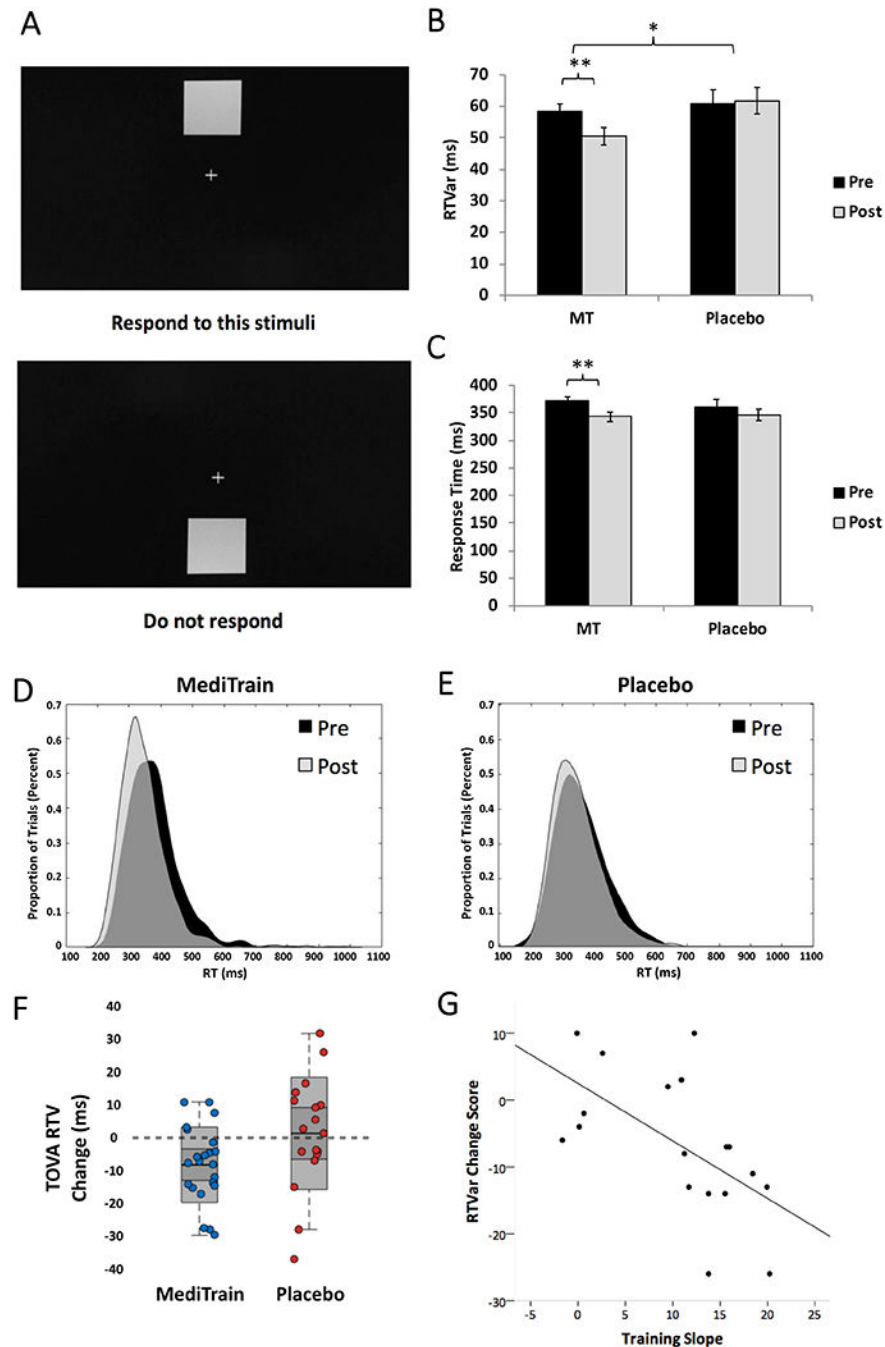 A
Respond to this stimuli
Do not respond
B
*
**
70
60
50
40
30
20
10
0
RTVar (ms)
MT
Placebo
Pre
Post
C
**
400
350
300
250
200
150
100
50
0
Response Time (ms)
MT
Placebo
Pre
Post
D
MediTrain
0.7
0.6
0.5
0.4
0.3
0.2
0.1
0
Proportion of Trials (Percent)
Pre
Post
100 200 300 400 500 600 700 800 900 1000 1100
RT (ms)
E
Placebo
0.7
0.6
0.5
0.4
0.3
0.2
0.1
0
Proportion of Trials (Percent)
Pre
Post
100 200 300 400 500 600 700 800 900 1000 1100
RT (ms)
F
40
30
20
10
0
-10
-20
-30
-40
TOVA RTV
Change (ms)
MediTrain
Placebo
G
10
0
-10
-20
-30
RTVar Change Score
-5 0 5 10 15 20 25
Training Slope